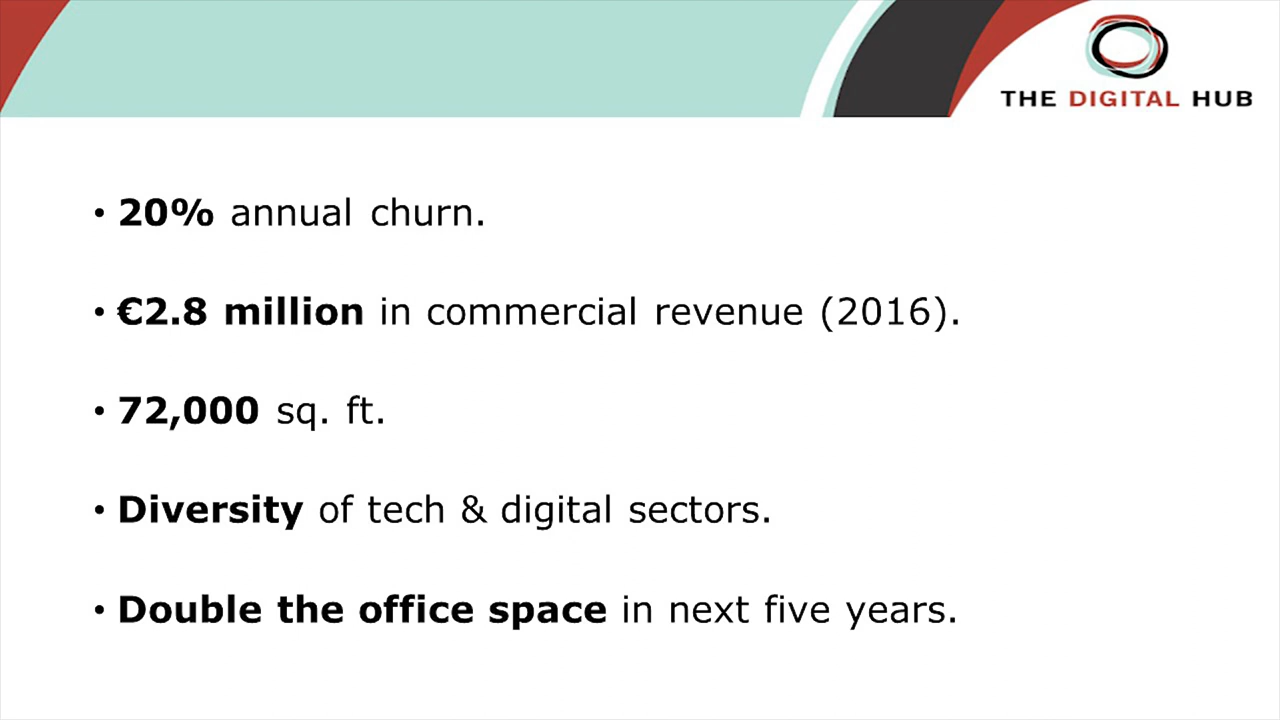 THE DIGITAL HUB
• 20% annual churn.
• €2.8 million in commercial revenue (2016).
• 72,000 sq. ft.
• Diversity of tech & digital sectors.
• Double the office space in next five years.